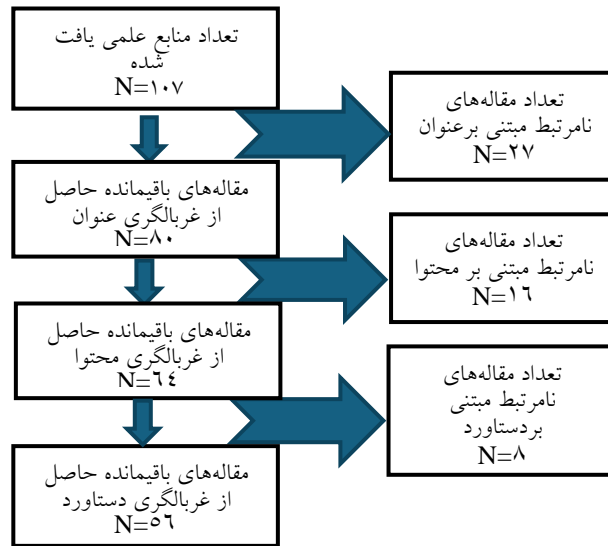 تعداد منابع علمی یافت
شده
N=۱۰۷
تعداد مقاله‌های
نامرتبط مبتنی برعنوان
N=۲۷
مقاله‌های باقیمانده حاصل
از غربالگری عنوان
N=۸۰
تعداد مقاله‌های
نامرتبط مبتنی بر محتوا
N=۱۶
مقاله‌های باقیمانده حاصل
از غربالگری محتوا
N=٦٤
تعداد مقاله‌های
نامرتبط مبتنی
بردستاورد
N=۸
مقاله‌های باقیمانده حاصل
از غربالگری دستاورد
N=٥٦